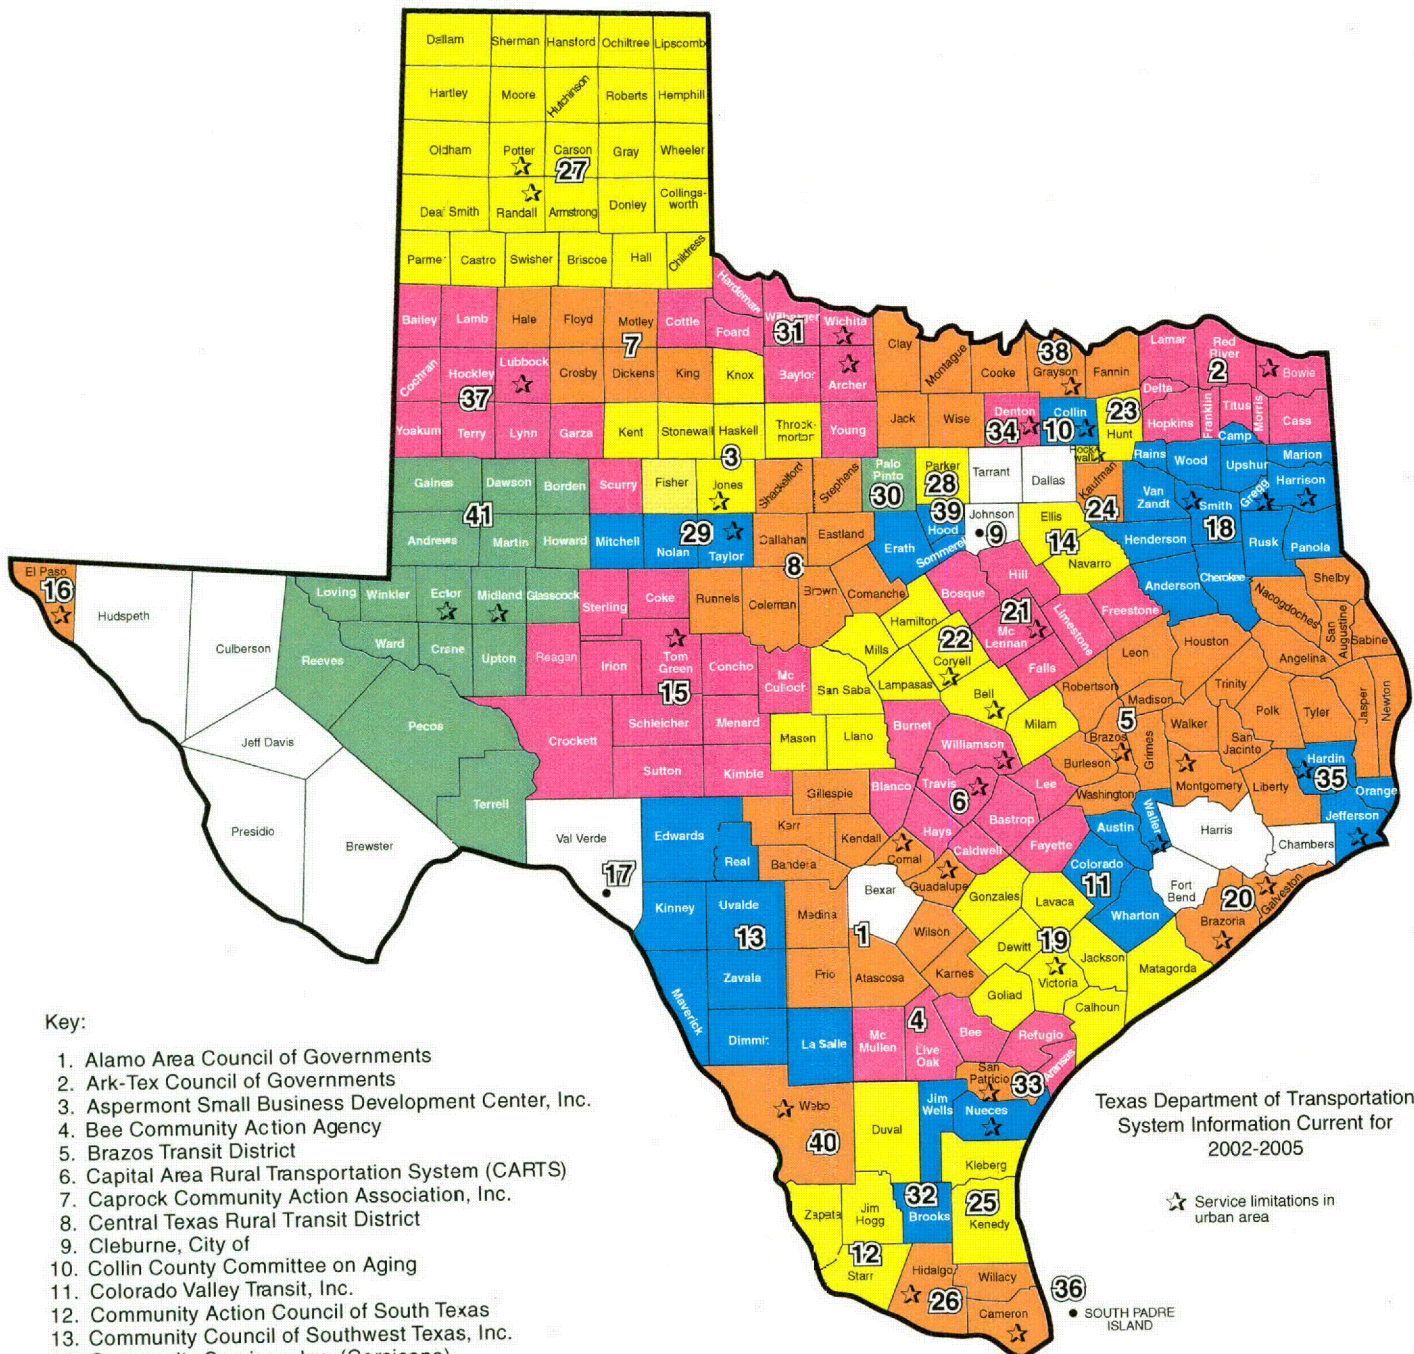 Dallam Sherman Hansford Ochiltree Lipscomb
Hartley Moore Hutchinson Roberts Hemphill
Oldham Potter Carson Gray Wheeler
27
Deaf Smith Randall Armstrong Donley Collings-
worth
Parmer Castro Swisher Briscoe Hall Childress
Bailey Lamb Hale Floyd Motley Cottle Hardeman Foard Wilbarger Wichita
7 31
Cochran Hockley Lubbock Crosby Dickens King Knox Baylor Archer
37
Clay Montague Cooke Grayson Fannin Lamar Red
River Bowie
38 2
Yoakum Terry Lynn Garza Kent Stonewall Haskell Throck-
morton Young Jack Wise Denton Collin Hunt Delta Hopkins Franklin Titus Morris Cass
3 34 10 23
Camp
Gaines Dawson Borden Scurry Fisher Jones Shackelford Stephens Palo
Pinto Parker Tarrant Dallas Rock-
wall Kaufman Rains Wood Upshur Marion
41 30 28 24
Van
Zandt Smith Gregg Harrison
18
Andrews Martin Howard Mitchell Nolan Taylor Callahan Eastland Erath Hood Sommerell Johnson Ellis Henderson Rusk Panola
29 8 39 9 14
Navarro
El Paso
16
Hudspeth Culberson
Loving Winkler Ector Midland Glasscock Sterling Coke Runnels Coleman Brown Comanche Bosque Hill Limestone Freestone Anderson Cherokee Nacogdoches Shelby
21
San
Augustine Sabine
Reeves Ward Crane Upton Reagan Irion Tom
Green Concho Mc
Culloch Mills Hamilton Coryell Mc
Lennan Falls Leon Houston Angelina
15 22
San Saba Lampasas Bell Robertson Madison Trinity
Jeff Davis Pecos Crockett Schleicher Menard Mason Llano Burnet Milam Williamson Brazos Grimes Walker San
Jacinto Polk Tyler Jasper Newton
5
Sutton Kimble Burleson Hardin
35
Presidio Brewster Terrell Gillespie Blanco Travis Lee Washington Montgomery Liberty Orange
6
Val Verde Edwards Kerr Kendall Hays Bastrop Austin Waller Harris Chambers Jefferson
17
Real Bandera Comal Caldwell Fayette Colorado
11
Kinney Uvalde Medina Bexar Guadalupe Gonzales Lavaca Wharton Fort
Bend Brazoria Galveston
13 1 20
Wilson Dewitt Jackson Matagorda
19
Zavala Frio Atascosa Karnes Goliad Victoria Calhoun
Maverick Dimmit La Salle Mc
Mullen Live
Oak Bee Refugio Aransas
4
San
Patricio
33
Webb Duval Jim
Wells Nueces
40
Kleberg
Zapata Jim
Hogg Brooks Kenedy
32 25
12
Starr Hidalgo Willacy
26
Cameron
36
SOUTH PADRE
ISLAND
Texas Department of Transportation
System Information Current for
2002-2005
Service limitations in
urban area
Key:
1. Alamo Area Council of Governments
2. Ark-Tex Council of Governments
3. Aspermont Small Business Development Center, Inc.
4. Bee Community Action Agency
5. Brazos Transit District
6. Capital Area Rural Transportation System (CARTS)
7. Caprock Community Action Association, Inc.
8. Central Texas Rural Transit District
9. Cleburne, City of
10. Collin County Committee on Aging
11. Colorado Valley Transit, Inc.
12. Community Action Council of South Texas
13. Community Council of Southwest Texas, Inc.